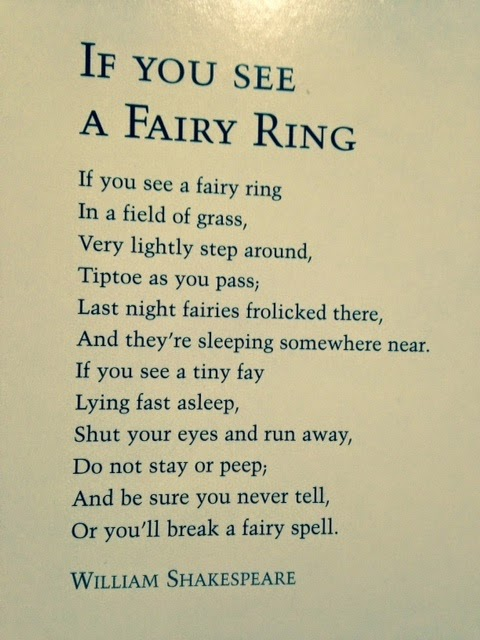 IF YOU SEE
A FAIRY RING
If you see a fairy ring
In a field of grass,
Very lightly step around,
Tiptoe as you pass;
Last night fairies frolicked there,
And they're sleeping somewhere near.
If you see a tiny fay
Lying fast asleep,
Shut your eyes and run away,
Do not stay or peep;
And be sure you never tell,
Or you'll break a fairy spell.
WILLIAM SHAKESPEARE